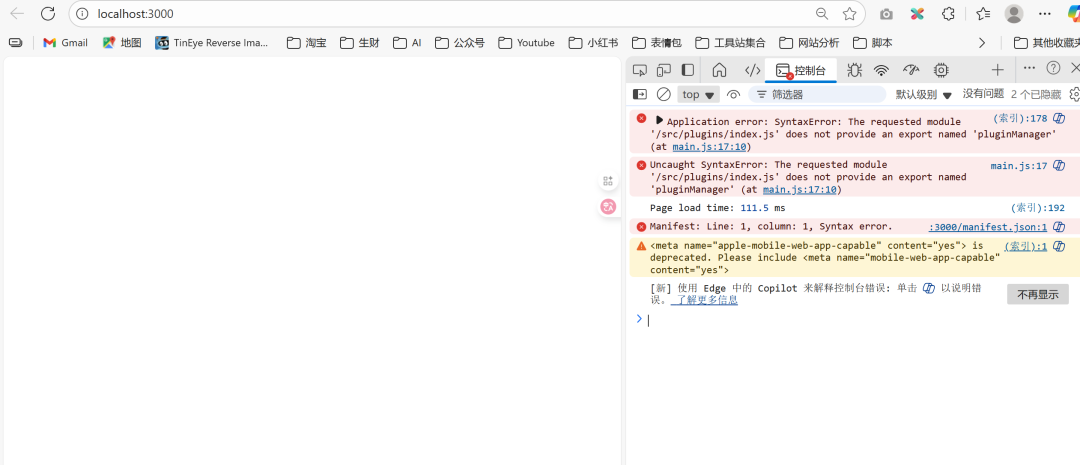 localhost:3000
Gmail 地图 TinEye Reverse Ima... 淘宝 生财 AI 公众号 Youtube 小红书 表情包 工具站集合 网站分析 脚本 其他收藏夹
控制台
top 筛选器 默认级别 没有问题 2 个已隐藏
Application error: SyntaxError: The requested module (索引):178
'/src/plugins/index.js' does not provide an export named 'pluginManager'
(at main.js:17:10)
Uncaught SyntaxError: The requested module main.js:17
'/src/plugins/index.js' does not provide an export named
'pluginManager' (at main.js:17:10)
Page load time: 111.5 ms (索引):192
Manifest: Line: 1, column: 1, Syntax error. :3000/manifest.json:1
<meta name="apple-mobile-web-app-capable" content="yes"> is (索引):1
deprecated. Please include <meta name="mobile-web-app-capable"
content="yes">
[新] 使用 Edge 中的 Copilot 来解释控制台错误: 单击 以说明错
误。 了解更多信息
不再显示